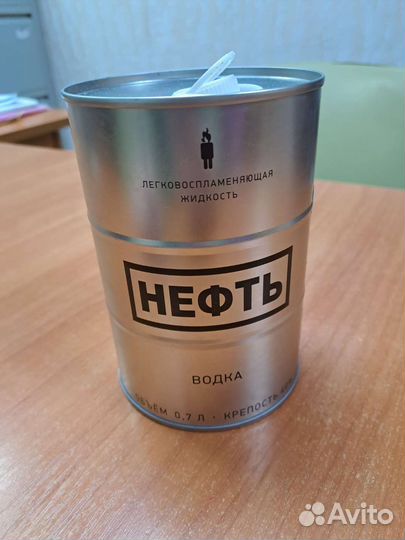 ЛЕГКОВОСПЛАМЕНЯЮЩАЯ
ЖИДКОСТЬ
НЕФТЬ
ВОДКА
ОБЪЁМ 0,7 Л · КРЕПОСТЬ
Avito